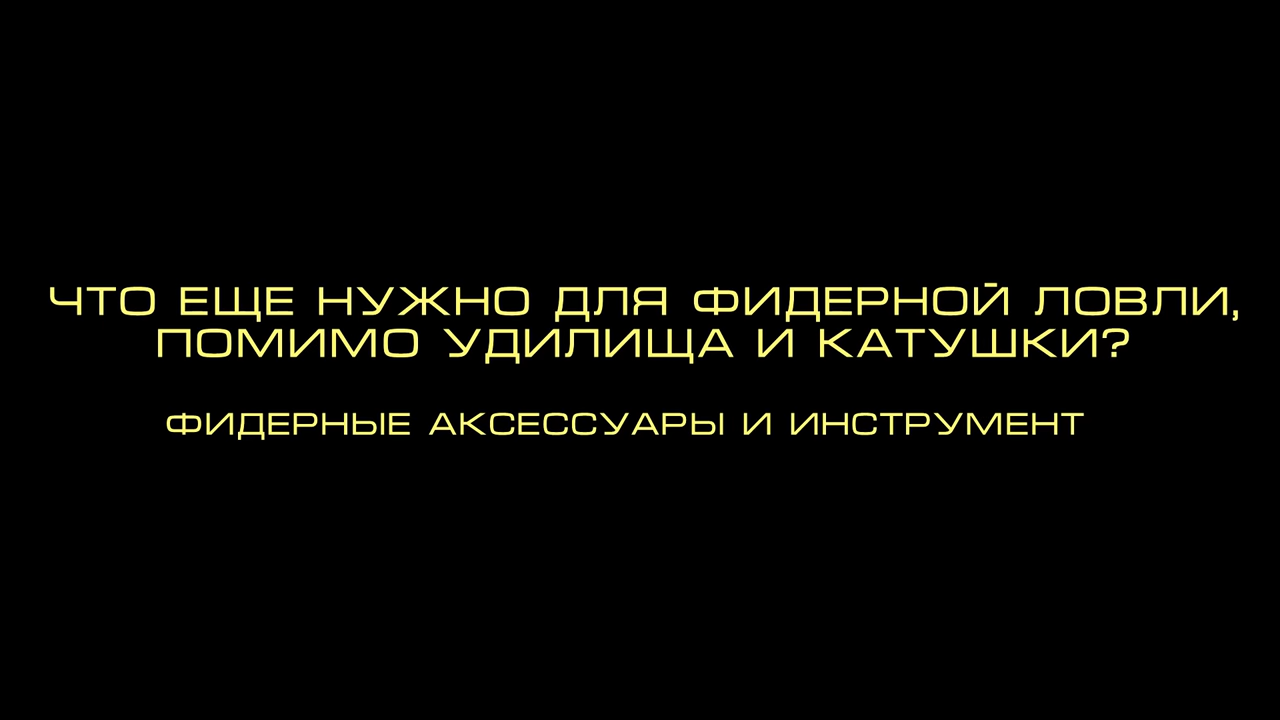 ЧТО ЕЩЕ НУЖНО ДЛЯ ФИДЕРНОЙ ЛОВЛИ,
ПОМИМО УДИЛИЩА И КАТУШКИ?
ФИДЕРНЫЕ АКСЕССУАРЫ И ИНСТРУМЕНТ